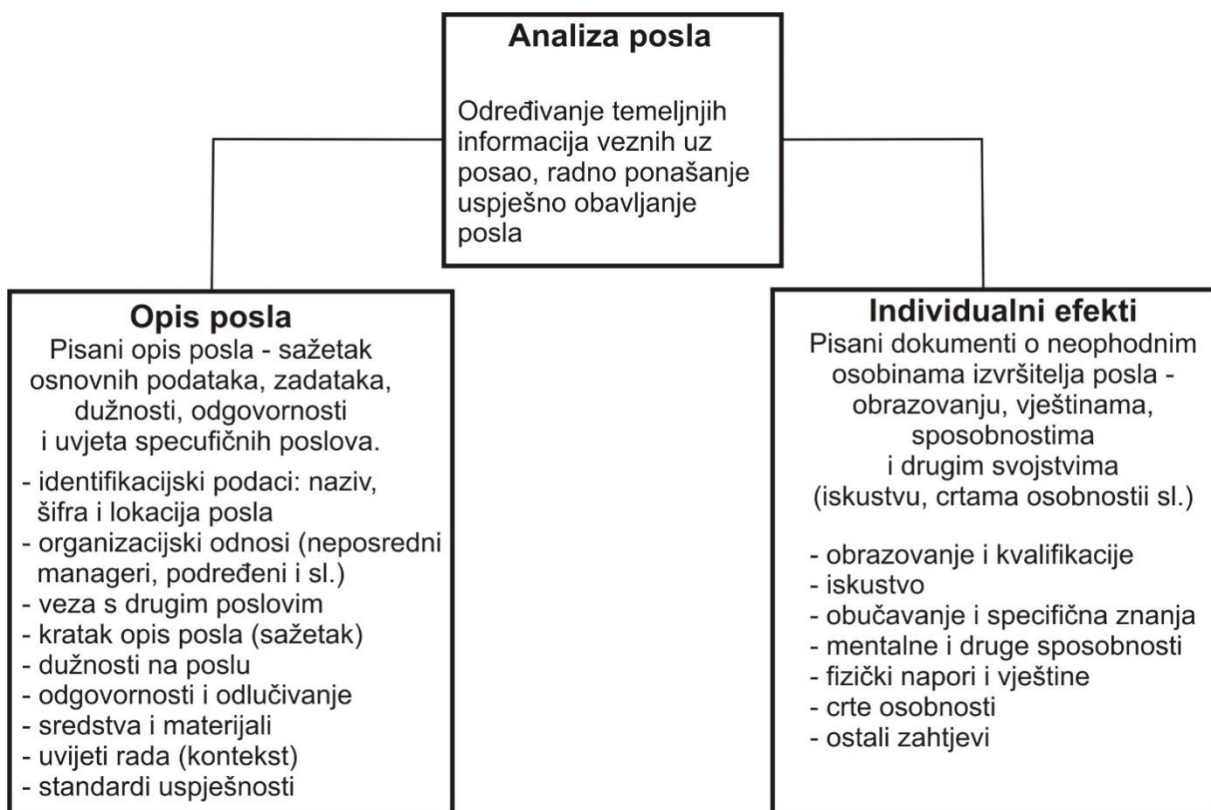 Analiza posla
Određivanje temeljnjih
informacija veznih uz
posao, radno ponašanje
uspješno obavljanje
posla
Opis posla
Pisani opis posla - sažetak
osnovnih podataka, zadataka,
dužnosti, odgovornosti
i uvjeta specufičnih poslova.
- identifikacijski podaci: naziv,
šifra i lokacija posla
- organizacijski odnosi (neposredni
manageri, podređeni i sl.)
- veza s drugim poslovim
- kratak opis posla (sažetak)
- dužnosti na poslu
- odgovornosti i odlučivanje
- sredstva i materijali
- uvijeti rada (kontekst)
- standardi uspješnosti
Individualni efekti
Pisani dokumenti o neophodnim
osobinama izvršitelja posla -
obrazovanju, vještinama,
sposobnostima
i drugim svojstvima
(iskustvu, crtama osobnostii sl.)
- obrazovanje i kvalifikacije
- iskustvo
- obučavanje i specifična znanja
- mentalne i druge sposobnosti
- fizički napori i vještine
- crte osobnosti
- ostali zahtjevi